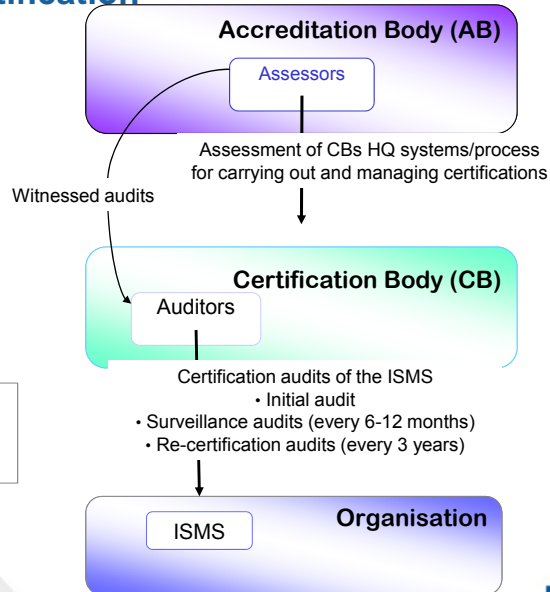 Accreditation Body (AB)
Assessors
Assessment of CBs HQ systems/process
for carrying out and managing certifications
Witnessed audits
Certification Body (CB)
Auditors
Certification audits of the ISMS
• Initial audit
• Surveillance audits (every 6-12 months)
• Re-certification audits (every 3 years)
Organisation
ISMS